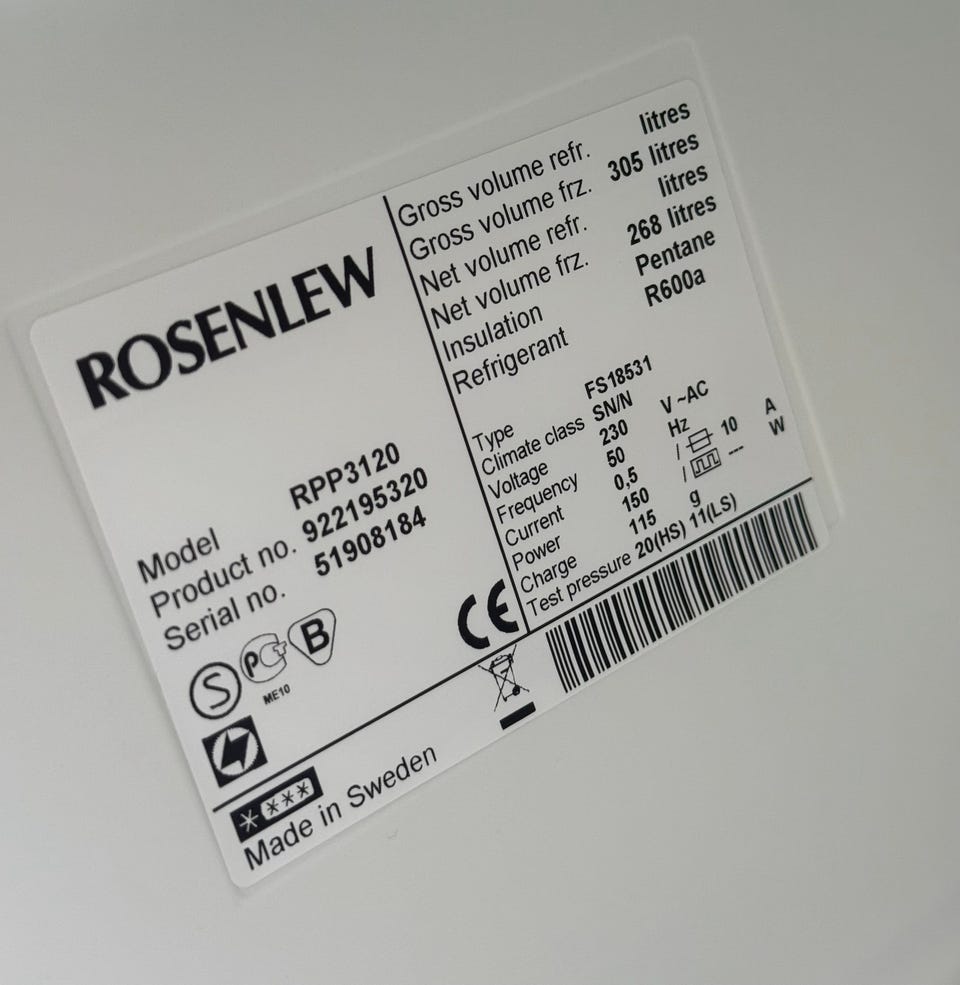 ROSENLEW
Model RPP3120
Product no. 922195320
Serial no. 51908184
S PG B
ME10
CE
Gross volume refr. litres
Gross volume frz. 305 litres
Net volume refr. litres
Net volume frz. 268 litres
Insulation Pentane
Refrigerant R600a
Type FS18531
Climate class SN/N
Voltage 230 V ~AC
Frequency 50 Hz
Current 0,5 / 10 A
Power 150 / --- W
Charge 115 g
Test pressure 20(HS) 11(LS)
* ***
Made in Sweden